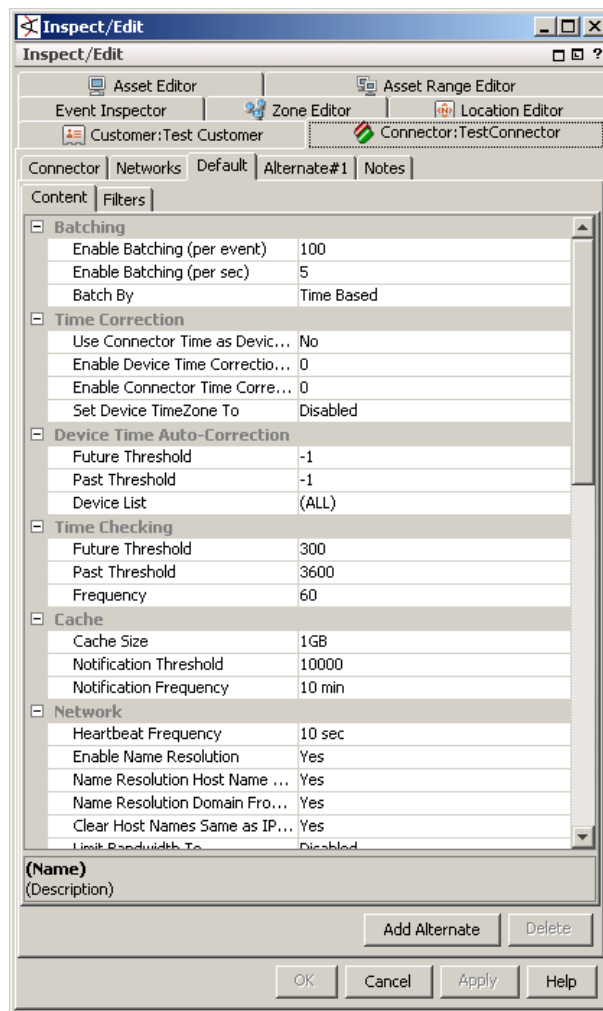 Inspect/Edit
Inspect/Edit ?
Asset Editor Asset Range Editor
Event Inspector Zone Editor Location Editor
Customer:Test Customer Connector:TestConnector
Connector Networks Default Alternate#1 Notes
Content Filters
Batching
Enable Batching (per event) 100
Enable Batching (per sec) 5
Batch By Time Based
Time Correction
Use Connector Time as Devic... No
Enable Device Time Correctio... 0
Enable Connector Time Corre... 0
Set Device TimeZone To Disabled
Device Time Auto-Correction
Future Threshold -1
Past Threshold -1
Device List (ALL)
Time Checking
Future Threshold 300
Past Threshold 3600
Frequency 60
Cache
Cache Size 1GB
Notification Threshold 10000
Notification Frequency 10 min
Network
Heartbeat Frequency 10 sec
Enable Name Resolution Yes
Name Resolution Host Name ... Yes
Name Resolution Domain Fro... Yes
Clear Host Names Same as IP... Yes
Limit Bandwidth To Disabled
(Name)
(Description)
Add Alternate Delete
OK Cancel Apply Help